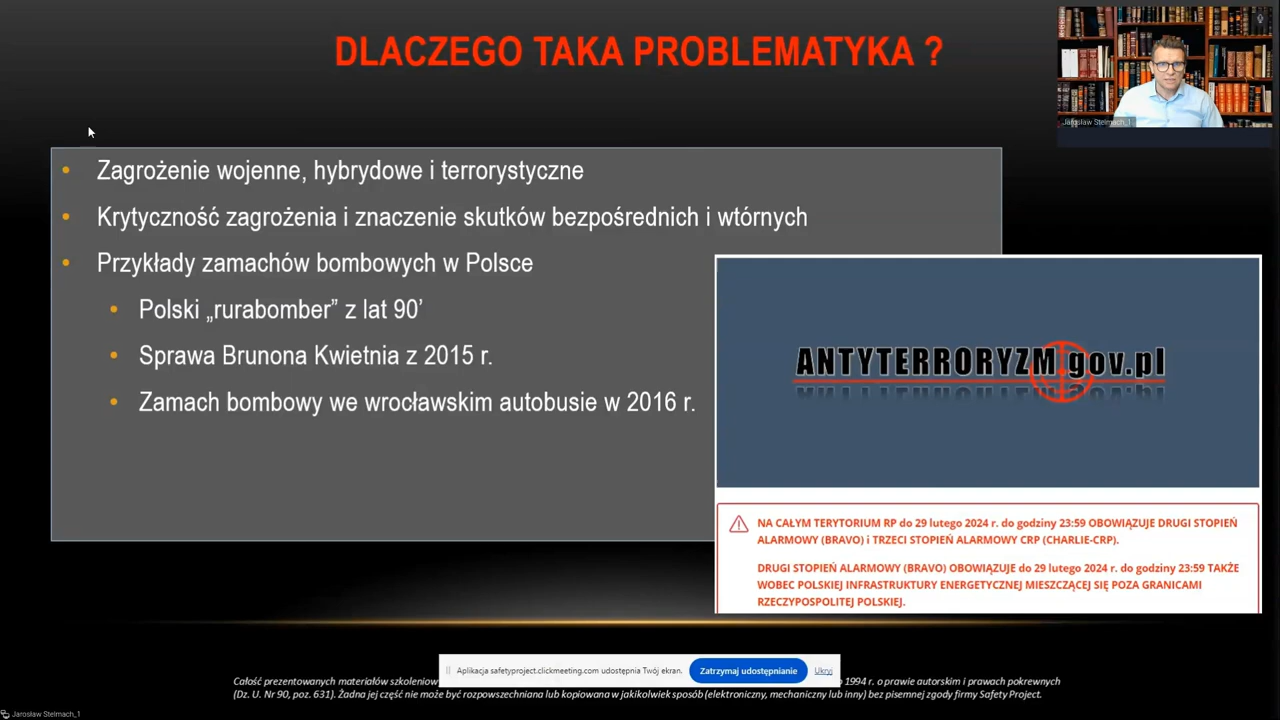 DLACZEGO TAKA PROBLEMATYKA ?
Jarosław Stelmach_1
• Zagrożenie wojenne, hybrydowe i terrorystyczne
• Krytyczność zagrożenia i znaczenie skutków bezpośrednich i wtórnych
• Przykłady zamachów bombowych w Polsce
• Polski „rurabomber” z lat 90’
• Sprawa Brunona Kwietnia z 2015 r.
• Zamach bombowy we wrocławskim autobusie w 2016 r.
ANTYTERRORYZM gov.pl
NA CAŁYM TERYTORIUM RP do 29 lutego 2024 r. do godziny 23:59 OBOWIĄZUJE DRUGI STOPIEŃ
ALARMOWY (BRAVO) i TRZECI STOPIEŃ ALARMOWY CRP (CHARLIE-CRP).
DRUGI STOPIEŃ ALARMOWY (BRAVO) OBOWIĄZUJE do 29 lutego 2024 r. do godziny 23:59 TAKŻE
WOBEC POLSKIEJ INFRASTRUKTURY ENERGETYCZNEJ MIESZCZĄCEJ SIĘ POZA GRANICAMI
RZECZYPOSPOLITEJ POLSKIEJ.
Aplikacja safetyproject.clickmeeting.com udostępnia Twój ekran. Zatrzymaj udostępnianie Ukryj
Całość prezentowanych materiałów szkoleniow 1994 r. o prawie autorskim i prawach pokrewnych
(Dz. U. Nr 90, poz. 631). Żadna jej część nie może być rozpowszechniana lub kopiowana w jakikolwiek sposób (elektroniczny, mechaniczny lub inny) bez pisemnej zgody firmy Safety Project.
Jarosław Stelmach_1